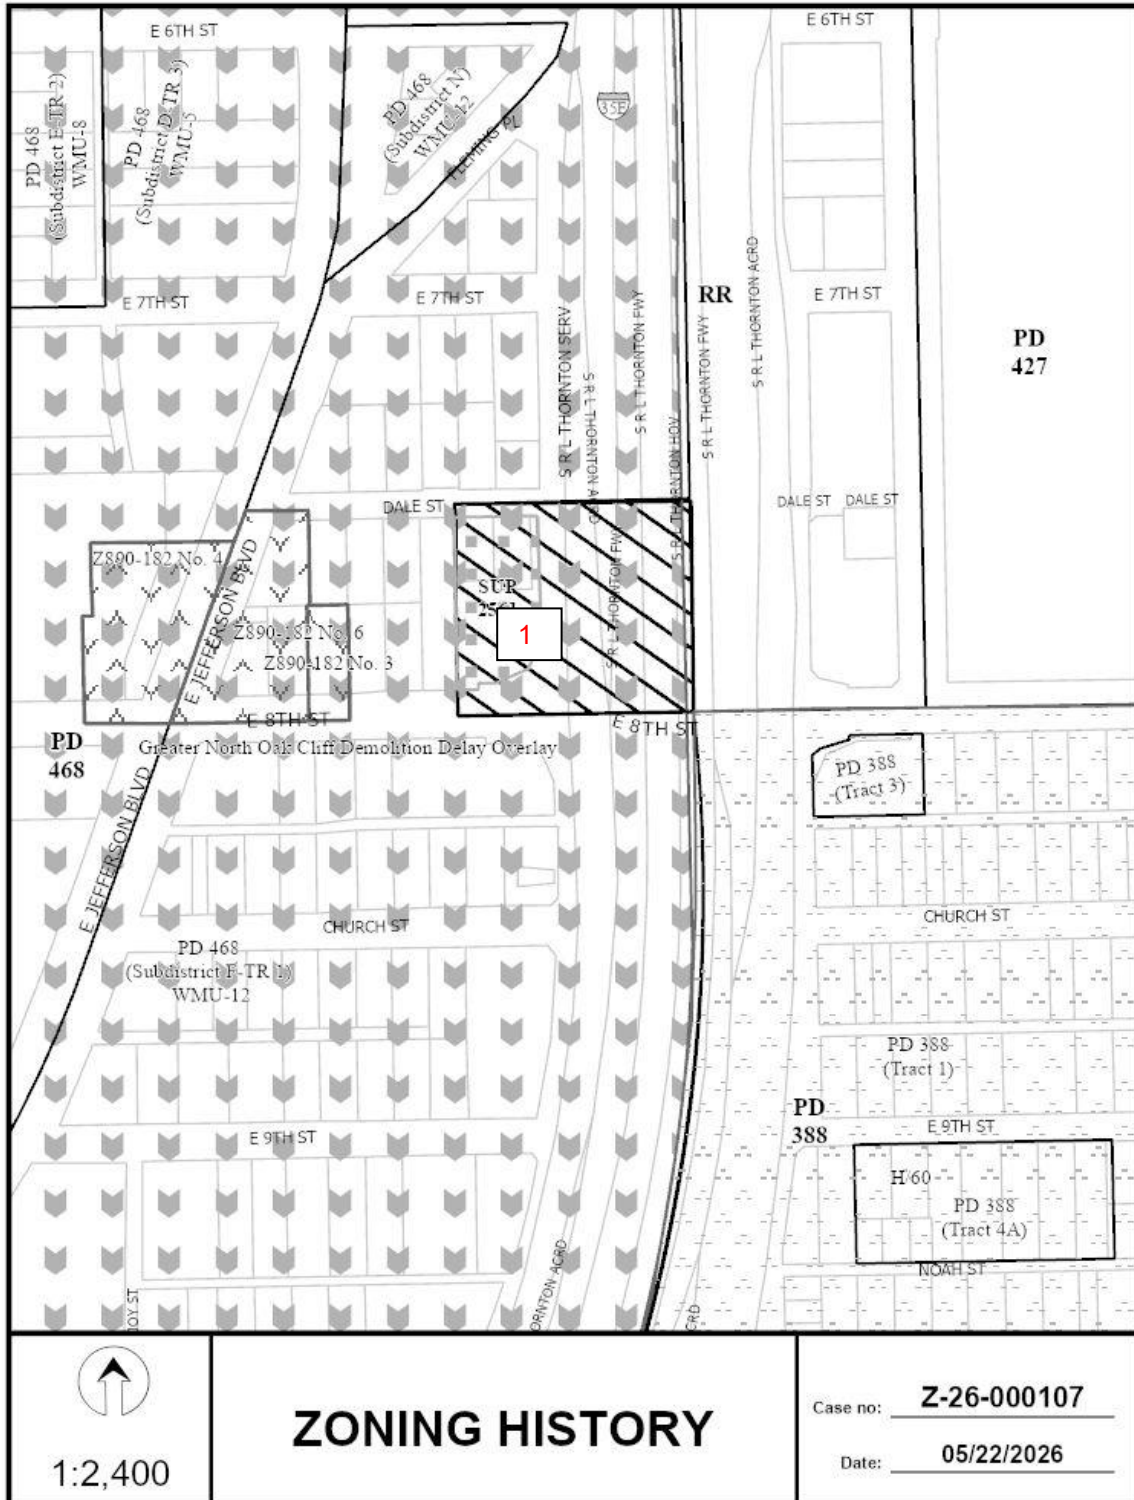 E 6TH ST
E 6TH ST
PD 468
(Subdistrict E-TR 2)
WMU-8
PD 468
(Subdistrict D-TR 3)
WMU-5
PD 468
(Subdistrict N)
WMU-12
FLEMING PL
35E
E 7TH ST
E 7TH ST
RR
E 7TH ST
S R L THORNTON SERV
S R L THORNTON FWY
S R L THORNTON FWY
S R L THORNTON ACRD
PD
427
S R L THORNTON
S R L THORNTON HOV
DALE ST
DALE ST
DALE ST
Z890-182 No. 4
E JEFFERSON BLVD
SUP
1
S R L THORNTON FWY
Z890-182 No. 6
Z890-182 No. 3
E 8TH ST
E 8TH ST
PD
468
Greater North Oak Cliff Demolition Delay Overlay
PD 388
(Tract 3)
E JEFFERSON BLVD
CHURCH ST
CHURCH ST
PD 468
(Subdistrict F-TR 1)
WMU-12
PD 388
(Tract 1)
PD
388
E 9TH ST
E 9TH ST
H/60
PD 388
(Tract 4A)
NOAH ST
ORNTON ACRD
CRD
ST
1:2,400
ZONING HISTORY
Case no: Z-26-000107
Date: 05/22/2026